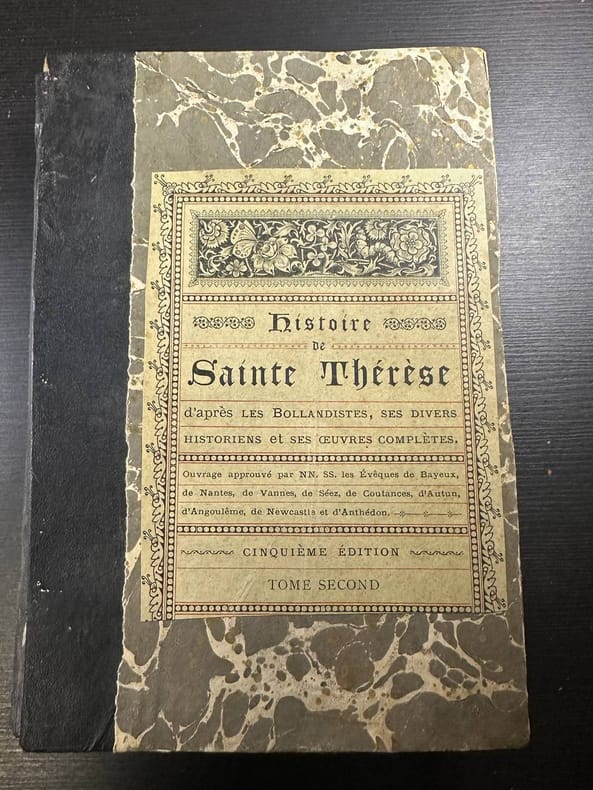 Histoire
de
Sainte Thérèse
d'après LES BOLLANDISTES, SES DIVERS
HISTORIENS et SES ŒUVRES COMPLÈTES.
Ouvrage approuvé par NN. SS. les Évêques de Bayeux,
de Nantes, de Vannes, de Séez, de Coutances, d'Autun,
d'Angoulême, de Newcastle et d'Anthédon.
CINQUIÈME ÉDITION
TOME SECOND